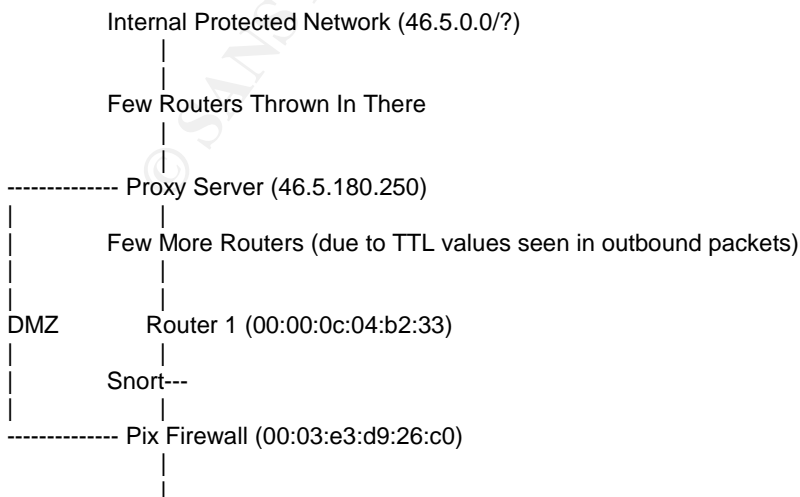 Internal Protected Network (46.5.0.0/?)
Few Routers Thrown In There
-------------- Proxy Server (46.5.180.250)
Few More Routers (due to TTL values seen in outbound packets)
DMZ Router 1 (00:00:0c:04:b2:33)
Snort---
-------------- Pix Firewall (00:03:e3:d9:26:c0)
© SANS